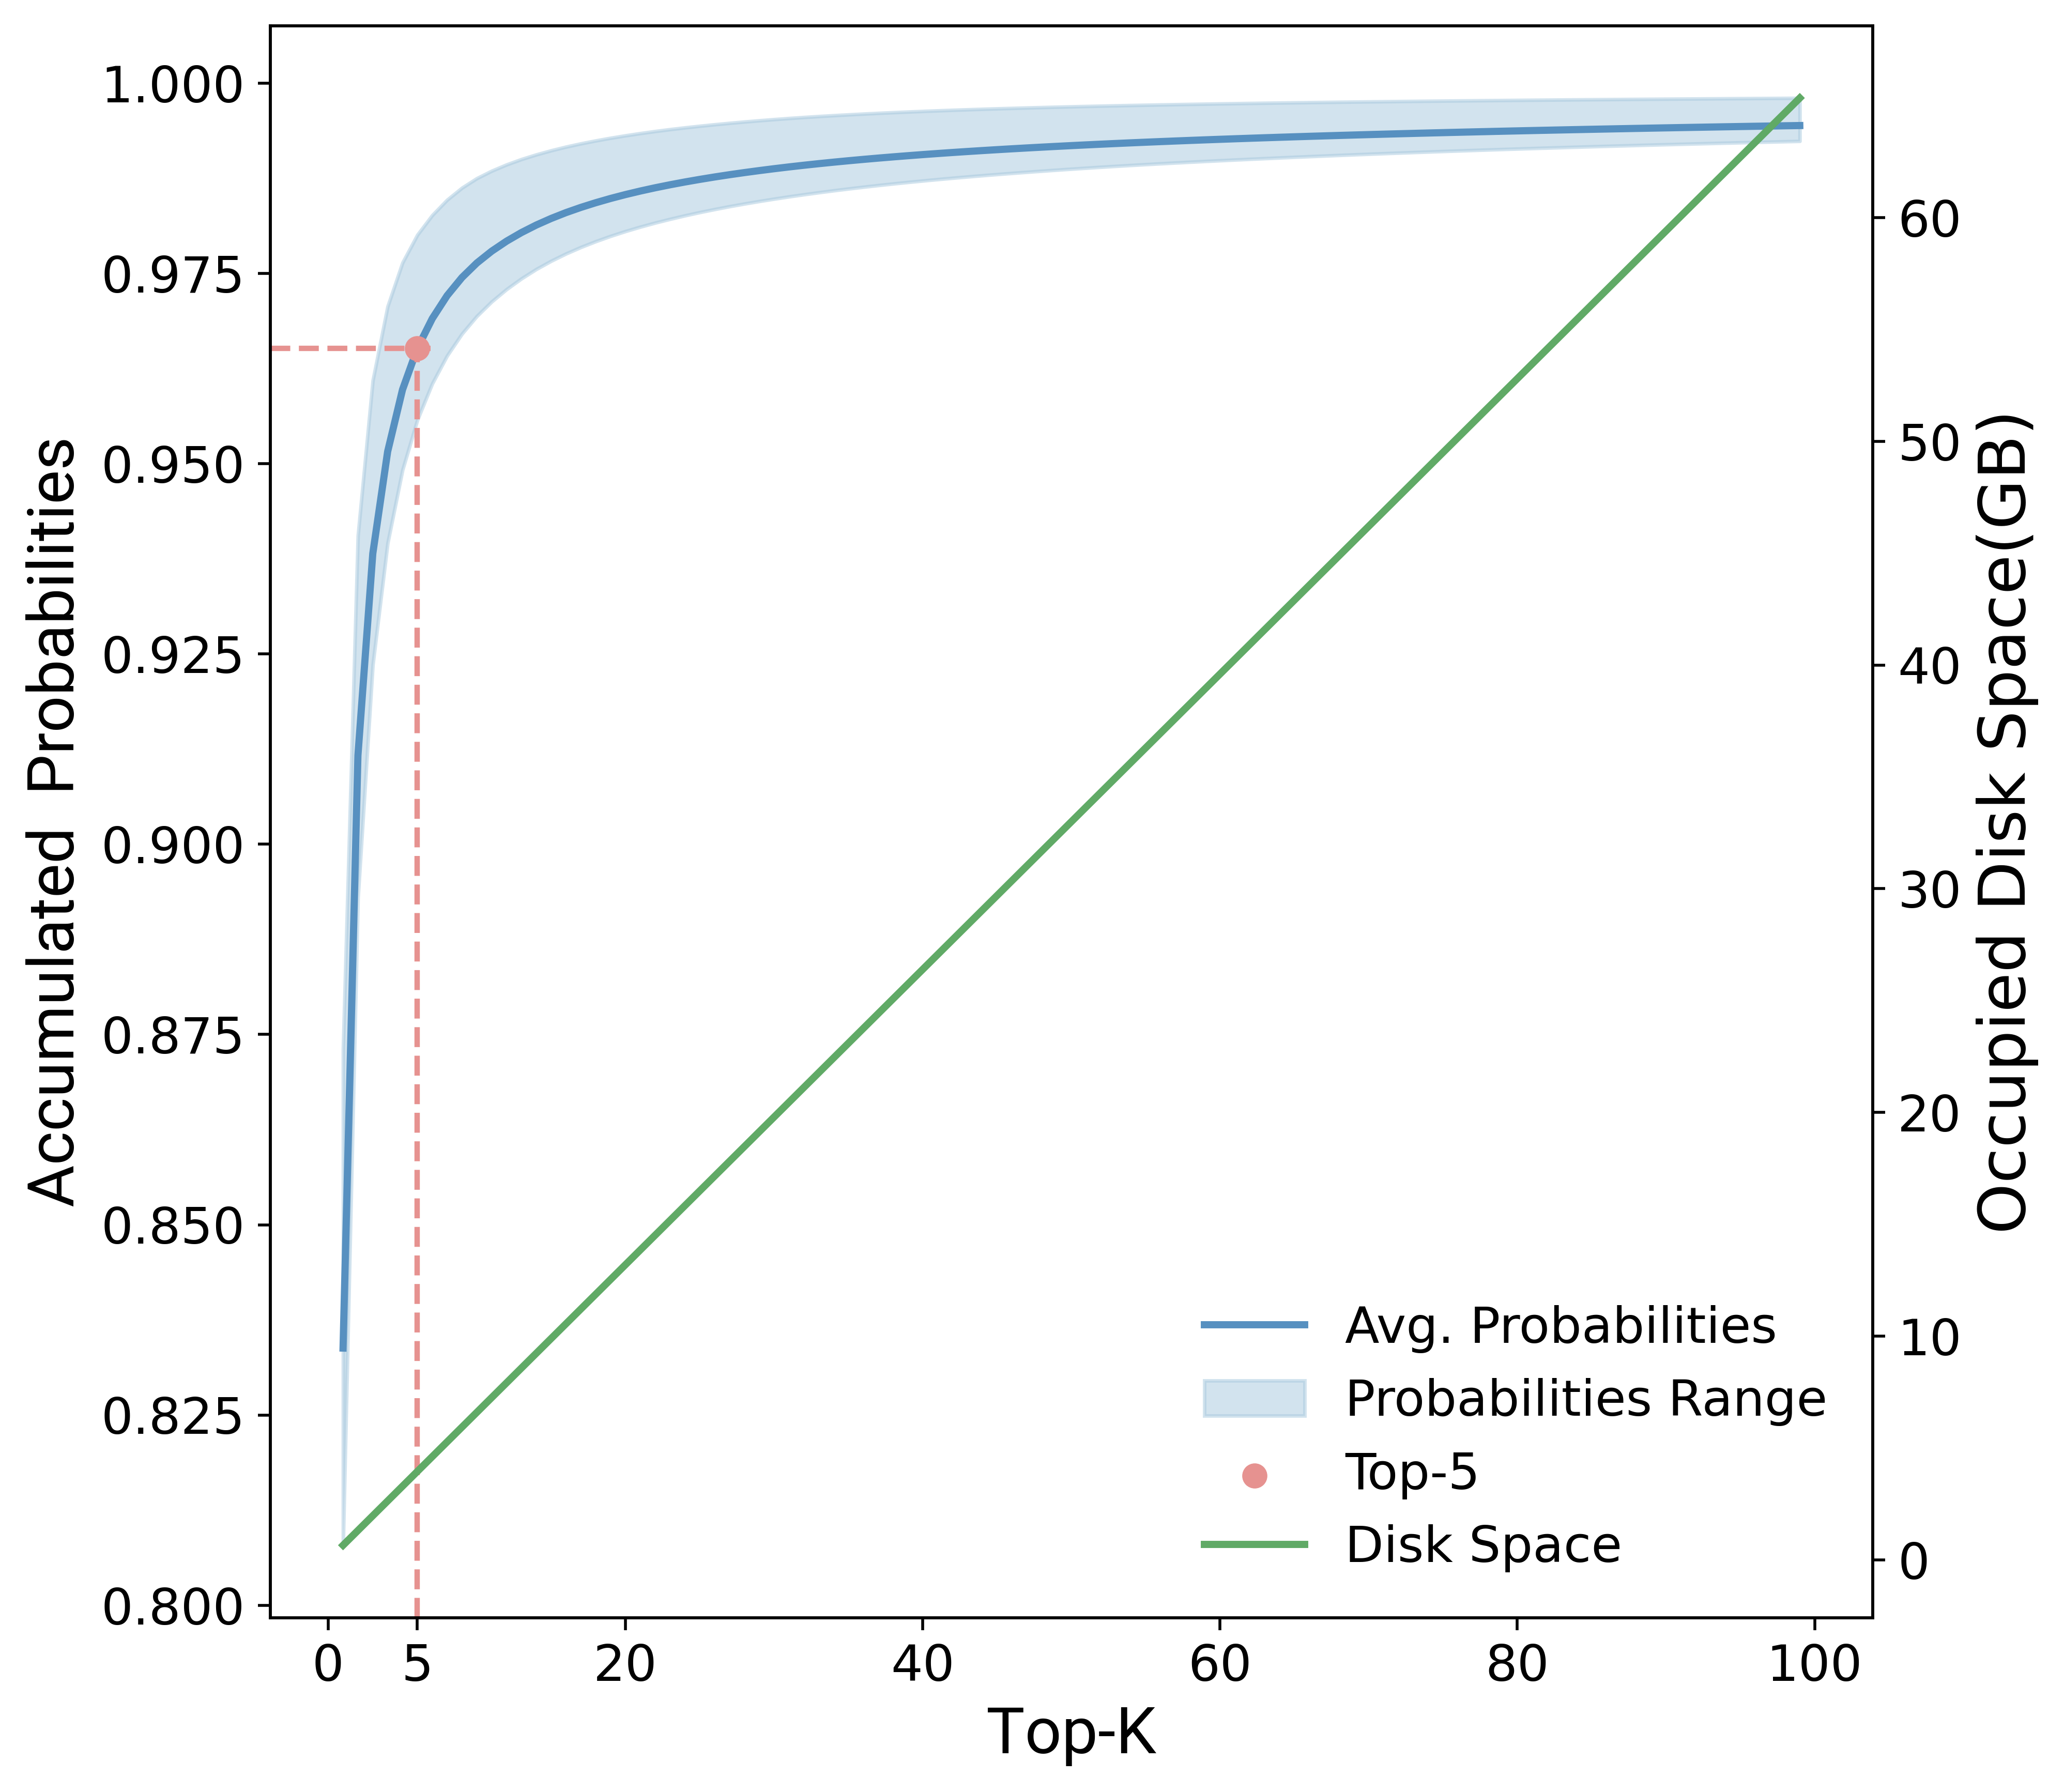 1.000
0.975
0.950
0.925
0.900
0.875
0.850
0.825
0.800
Accumulated Probabilities
60
50
40
30
20
10
0
Occupied Disk Space(GB)
Avg. Probabilities
Probabilities Range
Top-5
Disk Space
0 5 20 40 60 80 100
Top-K